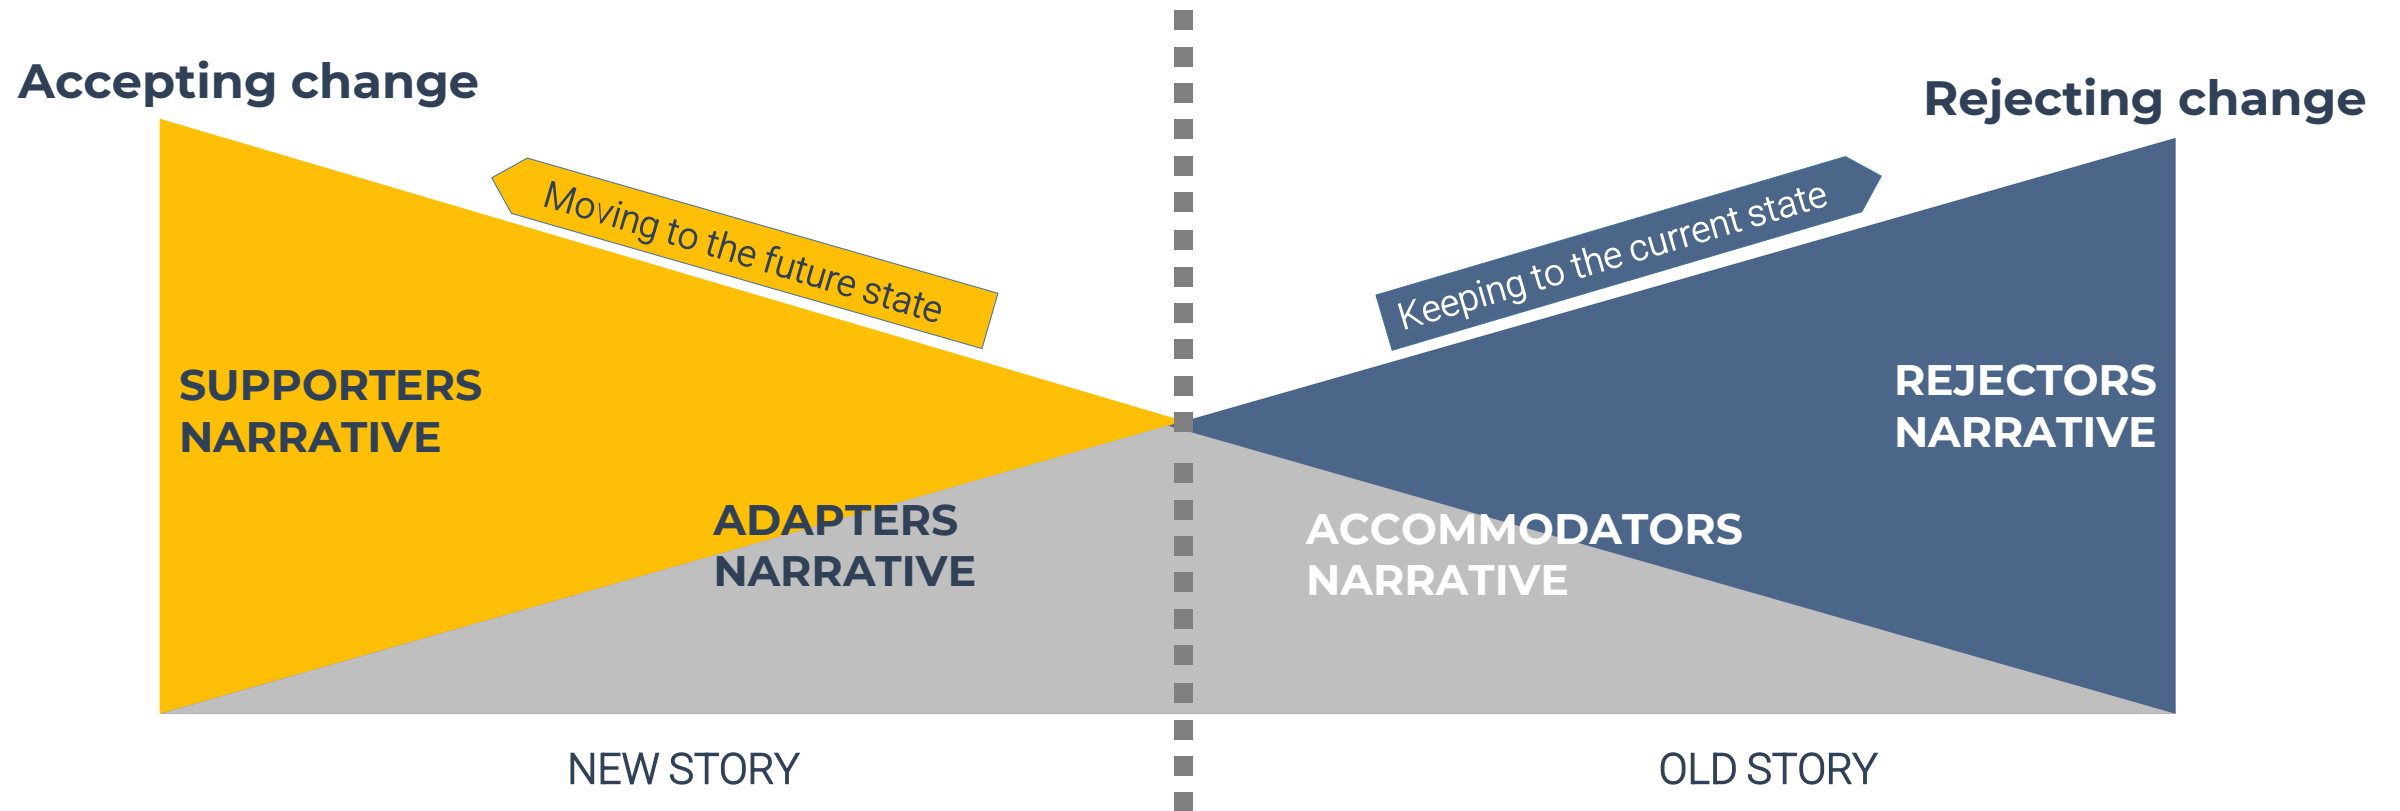 Accepting change
Rejecting change
Moving to the future state
Keeping to the current state
SUPPORTERS
NARRATIVE
REJECTORS
NARRATIVE
ADAPTERS
NARRATIVE
ACCOMMODATORS
NARRATIVE
NEW STORY
OLD STORY